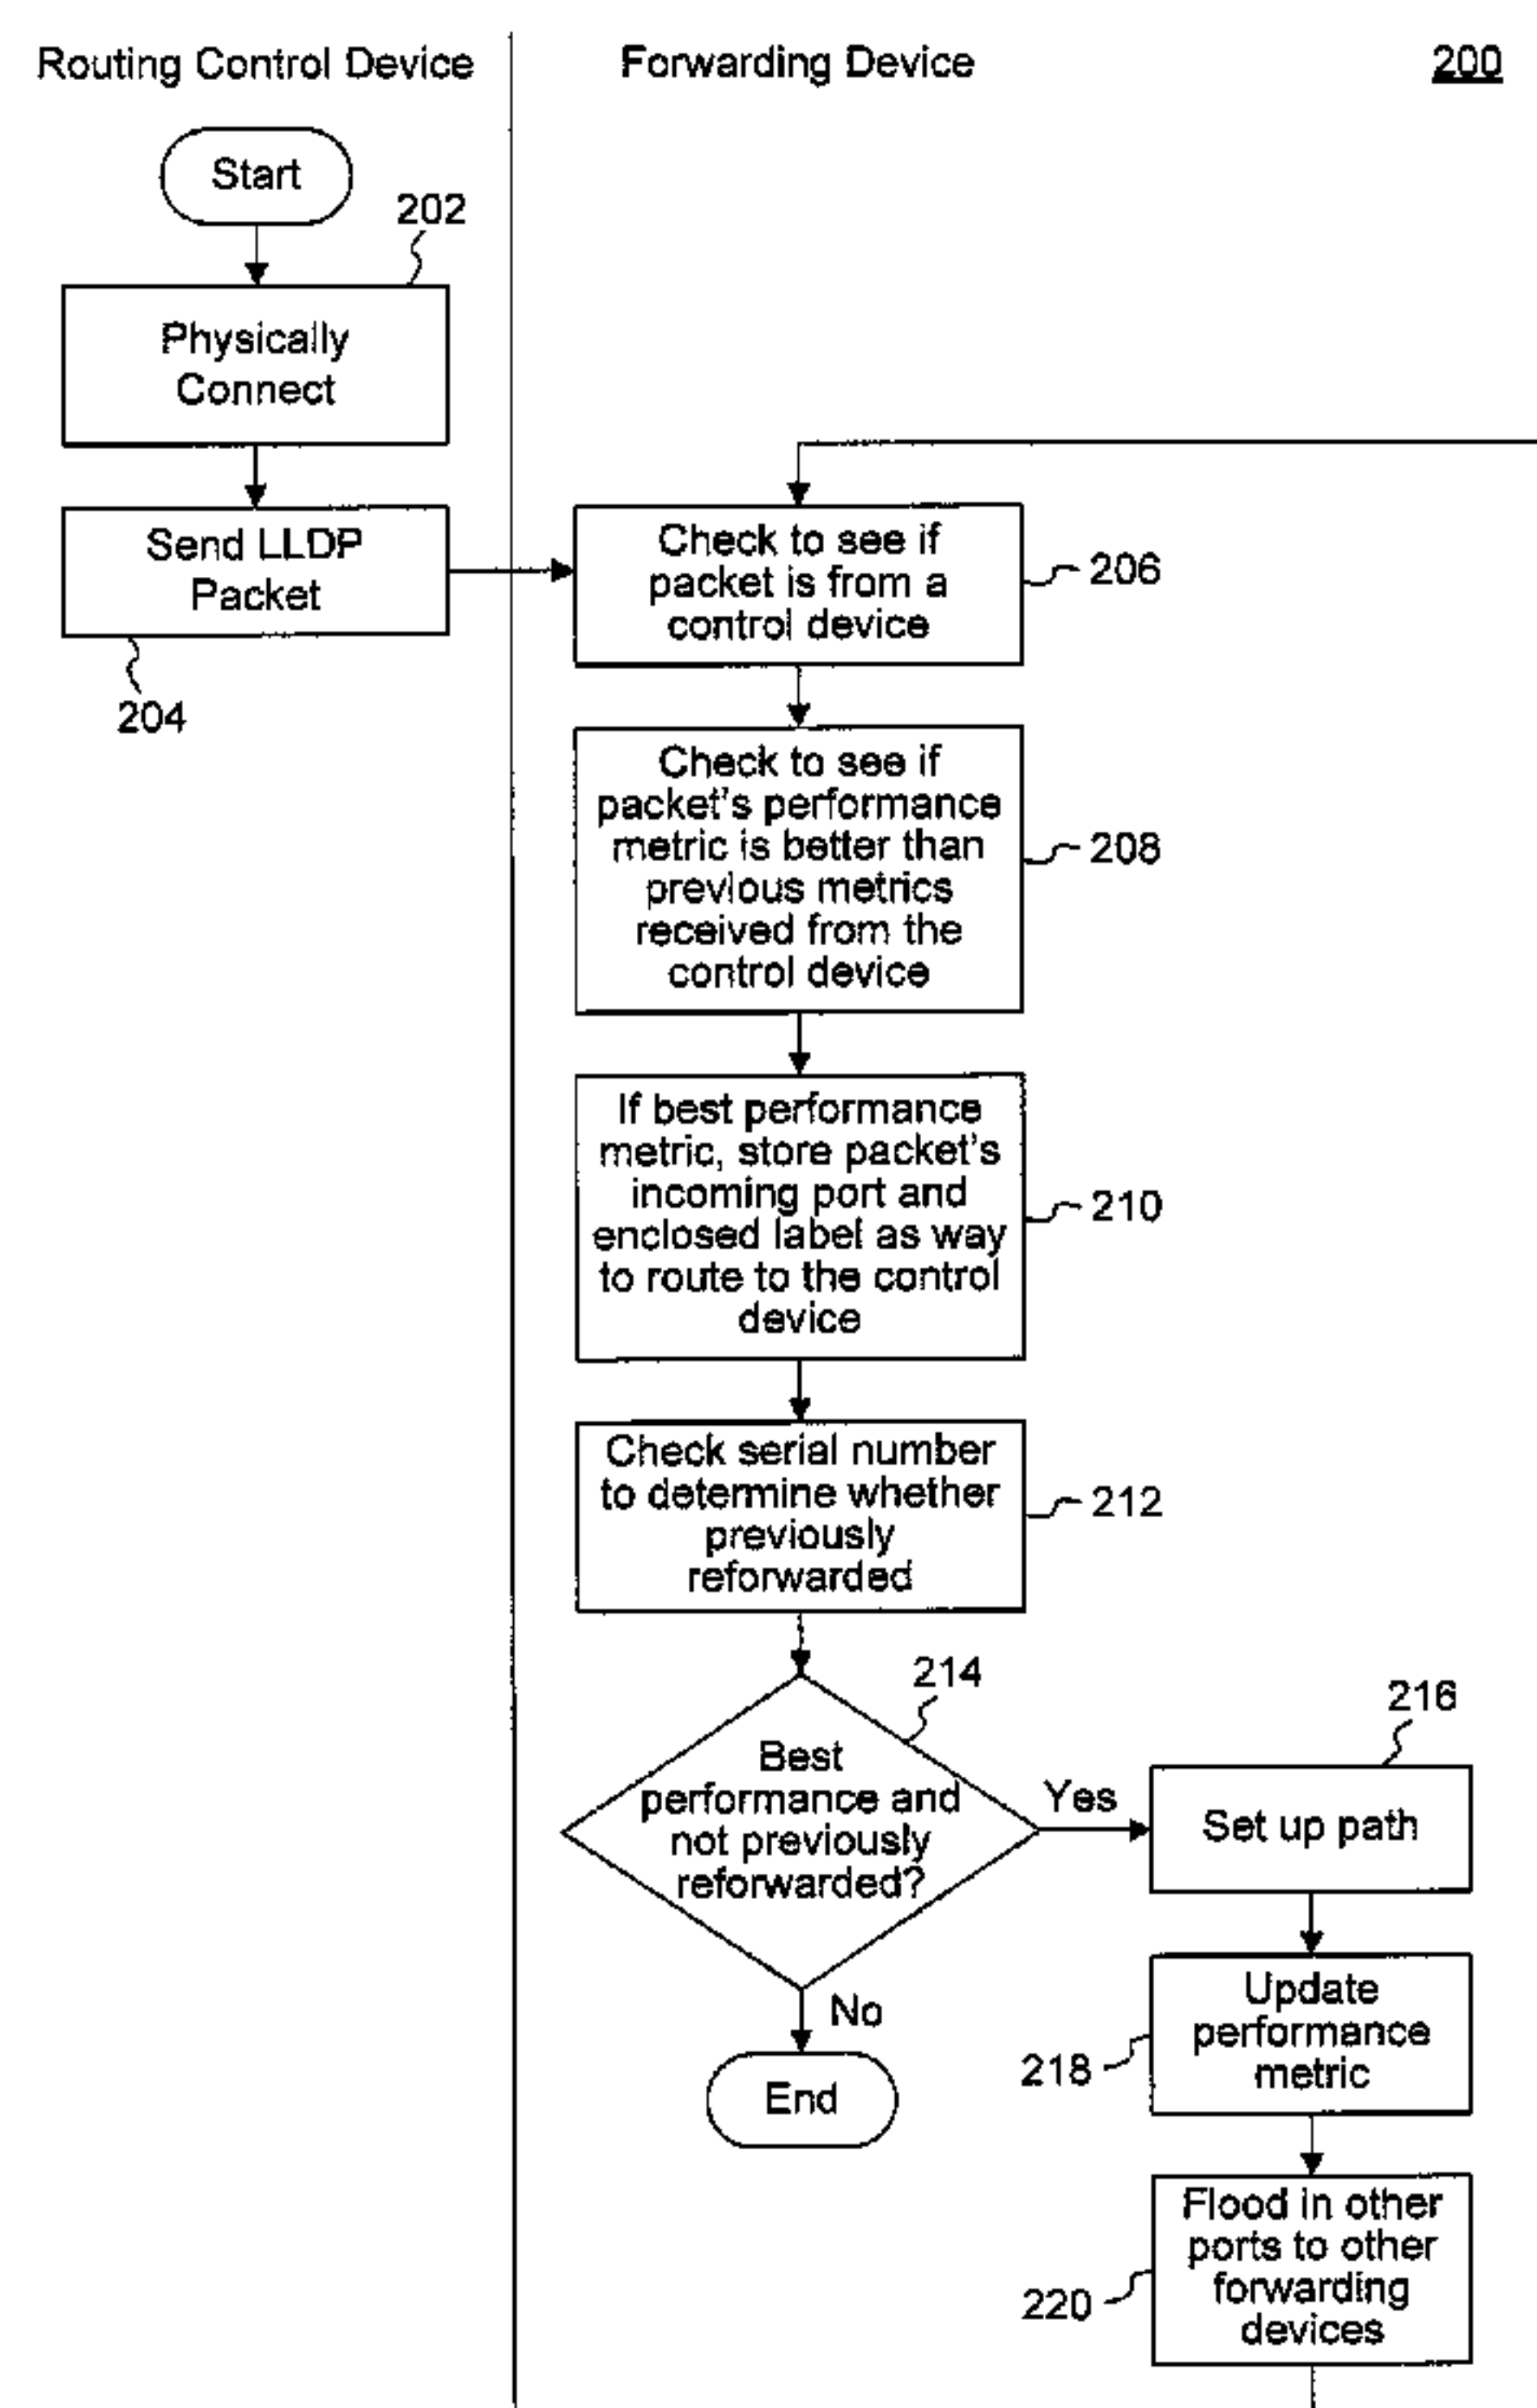 Routing Control Device
Forwarding Device
200
Start
202
Physically
Connect
Send LLDP
Packet
204
Check to see if
packet is from a
control device
206
Check to see if
packet's performance
metric is better than
previous metrics
received from the
control device
208
If best performance
metric, store packet's
incoming port and
enclosed label as way
to route to the control
device
210
Check serial number
to determine whether
previously
reforwarded
212
214
Best
performance and
not previously
reforwarded?
Yes
No
End
216
Set up path
Update
performance
metric
218
Flood in other
ports to other
forwarding
devices
220